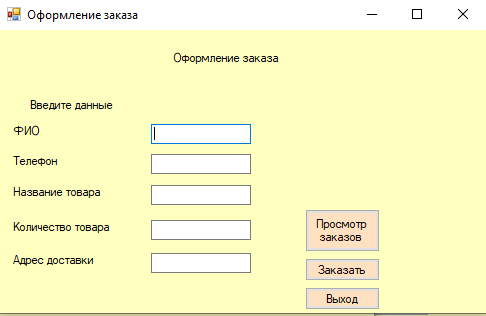 Оформление заказа
Оформление заказа
Введите данные
ФИО
Телефон
Название товара
Количество товара
Адрес доставки
Просмотр
заказов
Заказать
Выход